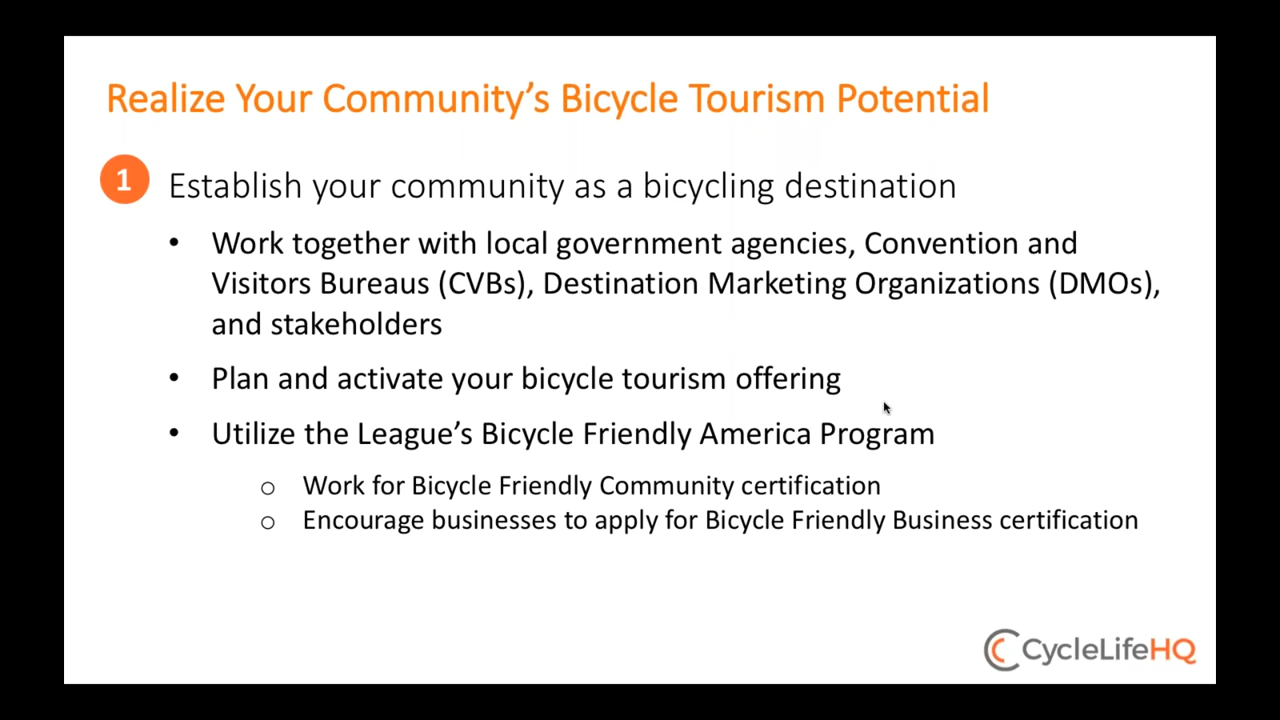 Realize Your Community’s Bicycle Tourism Potential
1 Establish your community as a bicycling destination
• Work together with local government agencies, Convention and
Visitors Bureaus (CVBs), Destination Marketing Organizations (DMOs),
and stakeholders
• Plan and activate your bicycle tourism offering
• Utilize the League’s Bicycle Friendly America Program
o Work for Bicycle Friendly Community certification
o Encourage businesses to apply for Bicycle Friendly Business certification
CycleLifeHQ